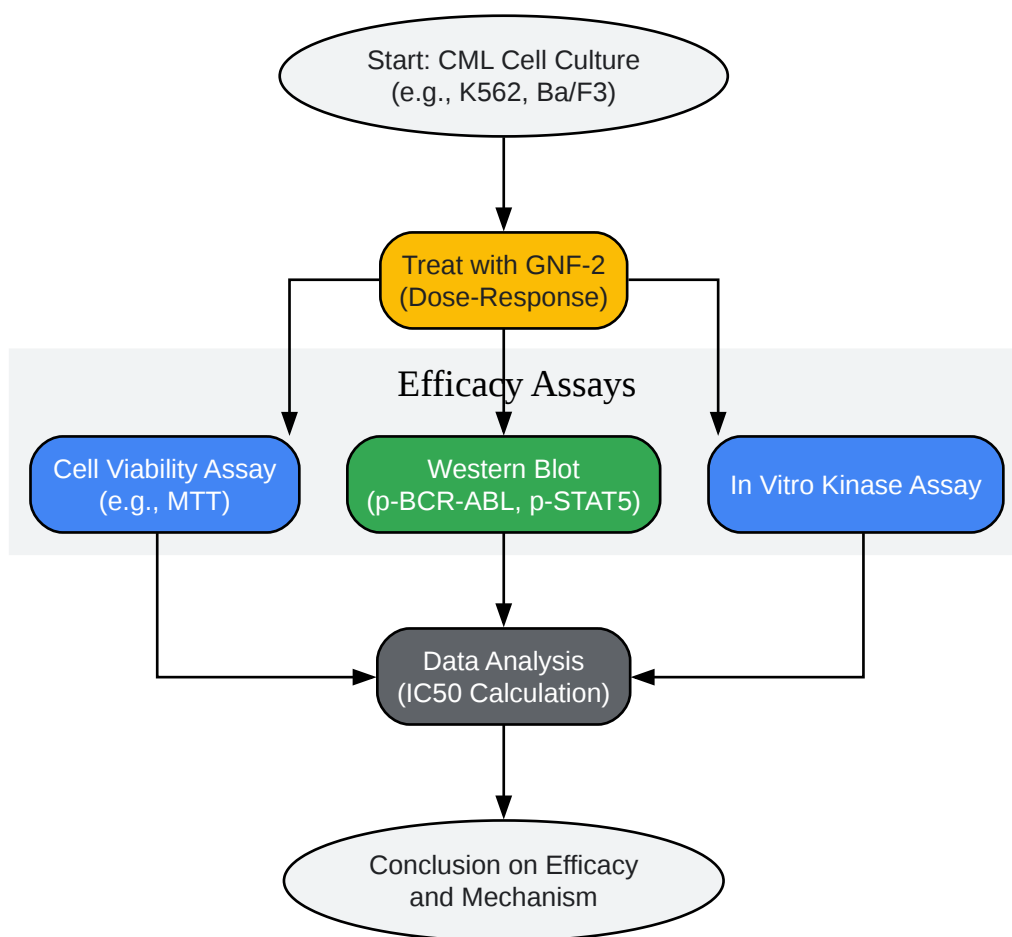 Start: CML Cell Culture
(e.g., K562, Ba/F3)
Treat with GNF-2
(Dose-Response)
Efficacy Assays
Cell Viability Assay
(e.g., MTT)
Western Blot
(p-BCR-ABL, p-STAT5)
In Vitro Kinase Assay
Data Analysis
(IC50 Calculation)
Conclusion on Efficacy
and Mechanism